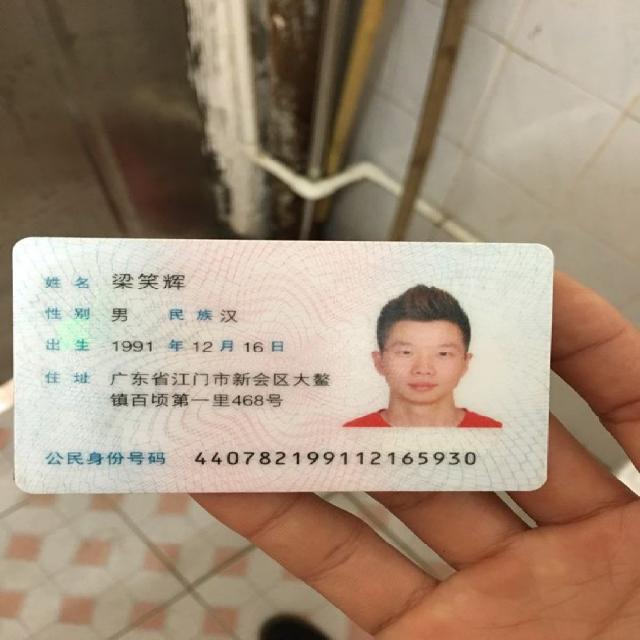 姓名 梁笑辉
性别 男 民族 汉
出生 1991 年 12 月 16 日
住址 广东省江门市新会区大鳌
镇百顷第一里468号
公民身份号码 440782199112165930